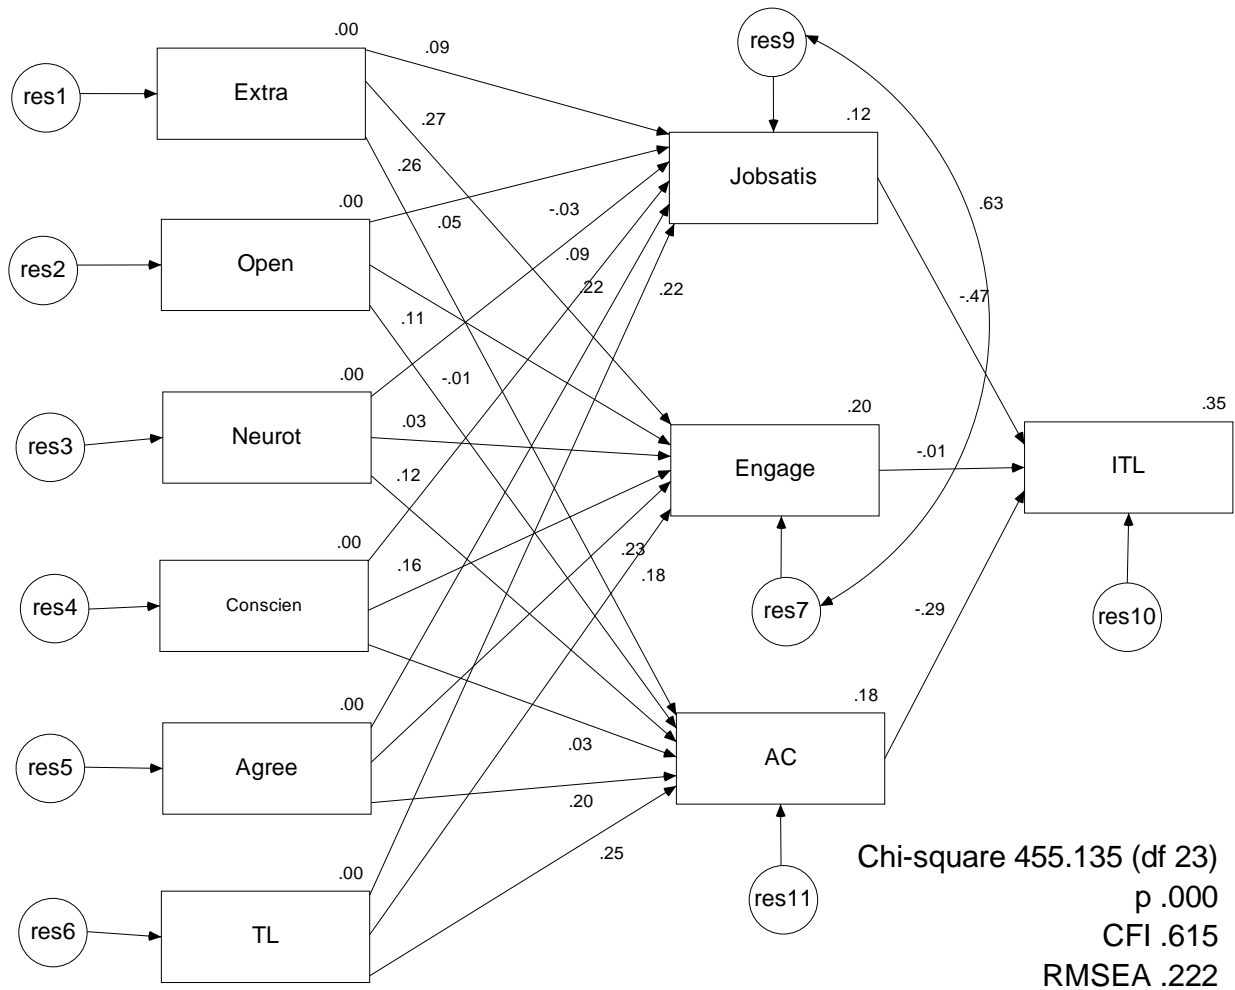 .00
.09
res9
res1
Extra
.27
.12
.26
Jobsatis
.00
.05
-.03
.63
res2
Open
.09
.22
.22
-.47
.11
.00
-.01
.03
.20
.35
res3
Neurot
-.01
.12
Engage
ITL
.00
.16
.23
.18
res4
Conscien
res7
-.29
res10
.00
.18
.03
res5
Agree
AC
.20
.25
.00
Chi-square 455.135 (df 23)
res11
p .000
res6
TL
CFI .615
RMSEA .222